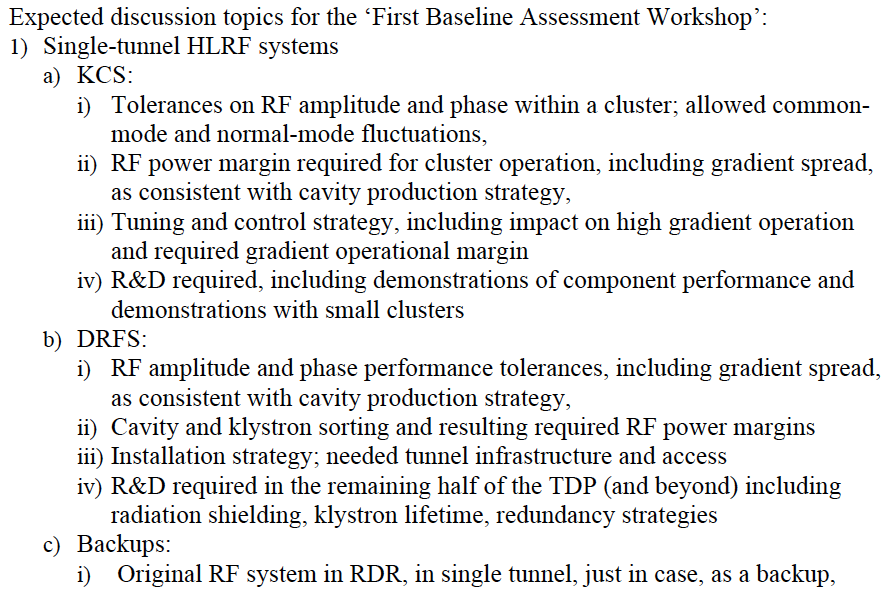 Expected discussion topics for the ‘First Baseline Assessment Workshop’:
1) Single-tunnel HLRF systems
a) KCS:
i) Tolerances on RF amplitude and phase within a cluster; allowed common-
mode and normal-mode fluctuations,
ii) RF power margin required for cluster operation, including gradient spread,
as consistent with cavity production strategy,
iii) Tuning and control strategy, including impact on high gradient operation
and required gradient operational margin
iv) R&D required, including demonstrations of component performance and
demonstrations with small clusters
b) DRFS:
i) RF amplitude and phase performance tolerances, including gradient spread,
as consistent with cavity production strategy,
ii) Cavity and klystron sorting and resulting required RF power margins
iii) Installation strategy; needed tunnel infrastructure and access
iv) R&D required in the remaining half of the TDP (and beyond) including
radiation shielding, klystron lifetime, redundancy strategies
c) Backups:
i) Original RF system in RDR, in single tunnel, just in case, as a backup,